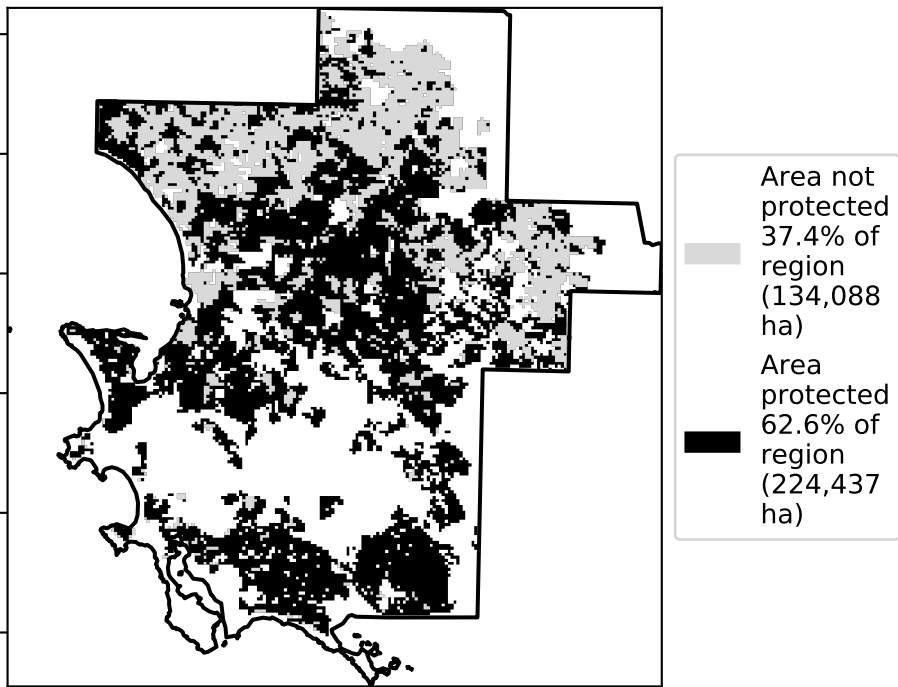 Area not
protected
37.4% of
region
(134,088
ha)
Area
protected
62.6% of
region
(224,437
ha)